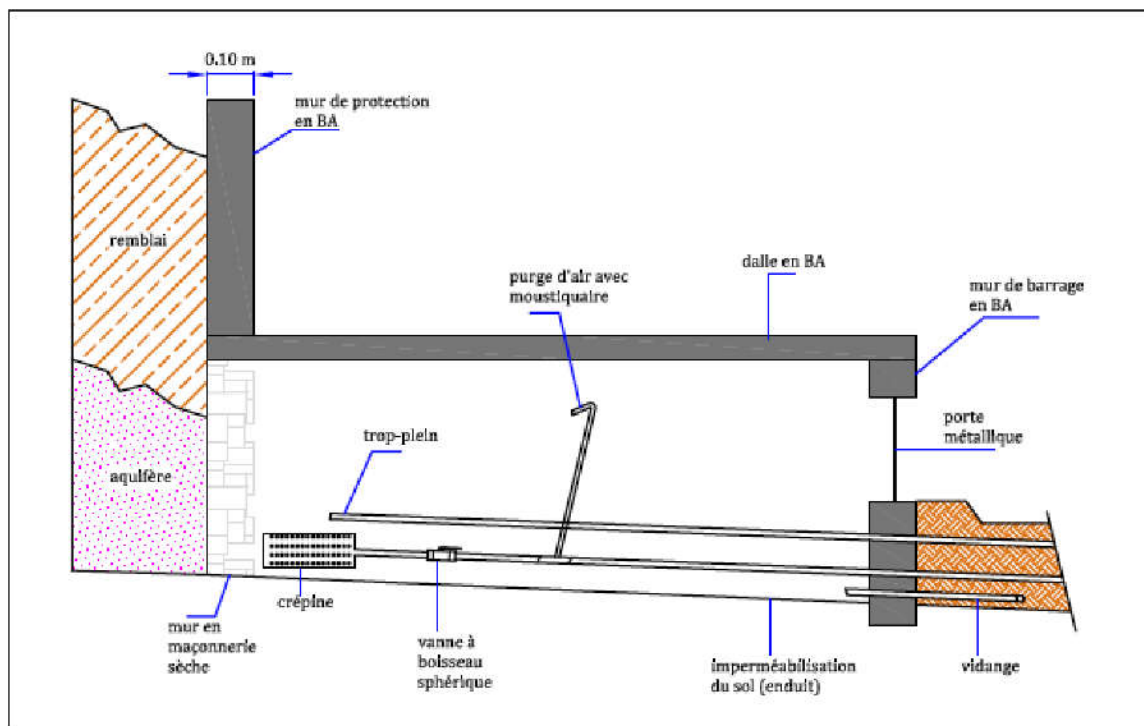 0.10 m
mur de protection
en BA
remblai
purge d'air avec
moustiquaire
dalle en BA
mur de barrage
en BA
trop-plein
porte
métallique
aquifère
crépine
mur en
maçonnerie
sèche
vanne à
boisseau
sphérique
imperméabilisation
du sol (enduit)
vidange